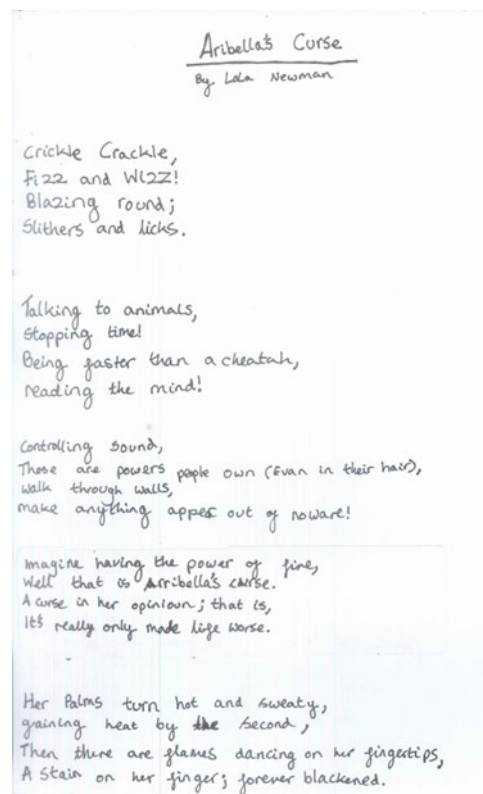 Aribella's Curse
By Lola Newman
Crickle Crackle,
Fizz and Wizz!
Blazing round;
Slithers and licks.
Talking to animals,
Stopping time!
Being faster than a cheatah,
reading the mind!
Controlling sound,
These are powers people own (Evan in their hair),
walk through walls,
make anything apper out of noware!
Imagine having the power of fire,
Well that is Arribella's curse.
A curse in her opinioun; that is,
It's really only made life worse.
Her Palms turn hot and sweaty,
gaining heat by the second,
Then there are flames dancing on her fingertips,
A Stain on her finger; forever blackened.